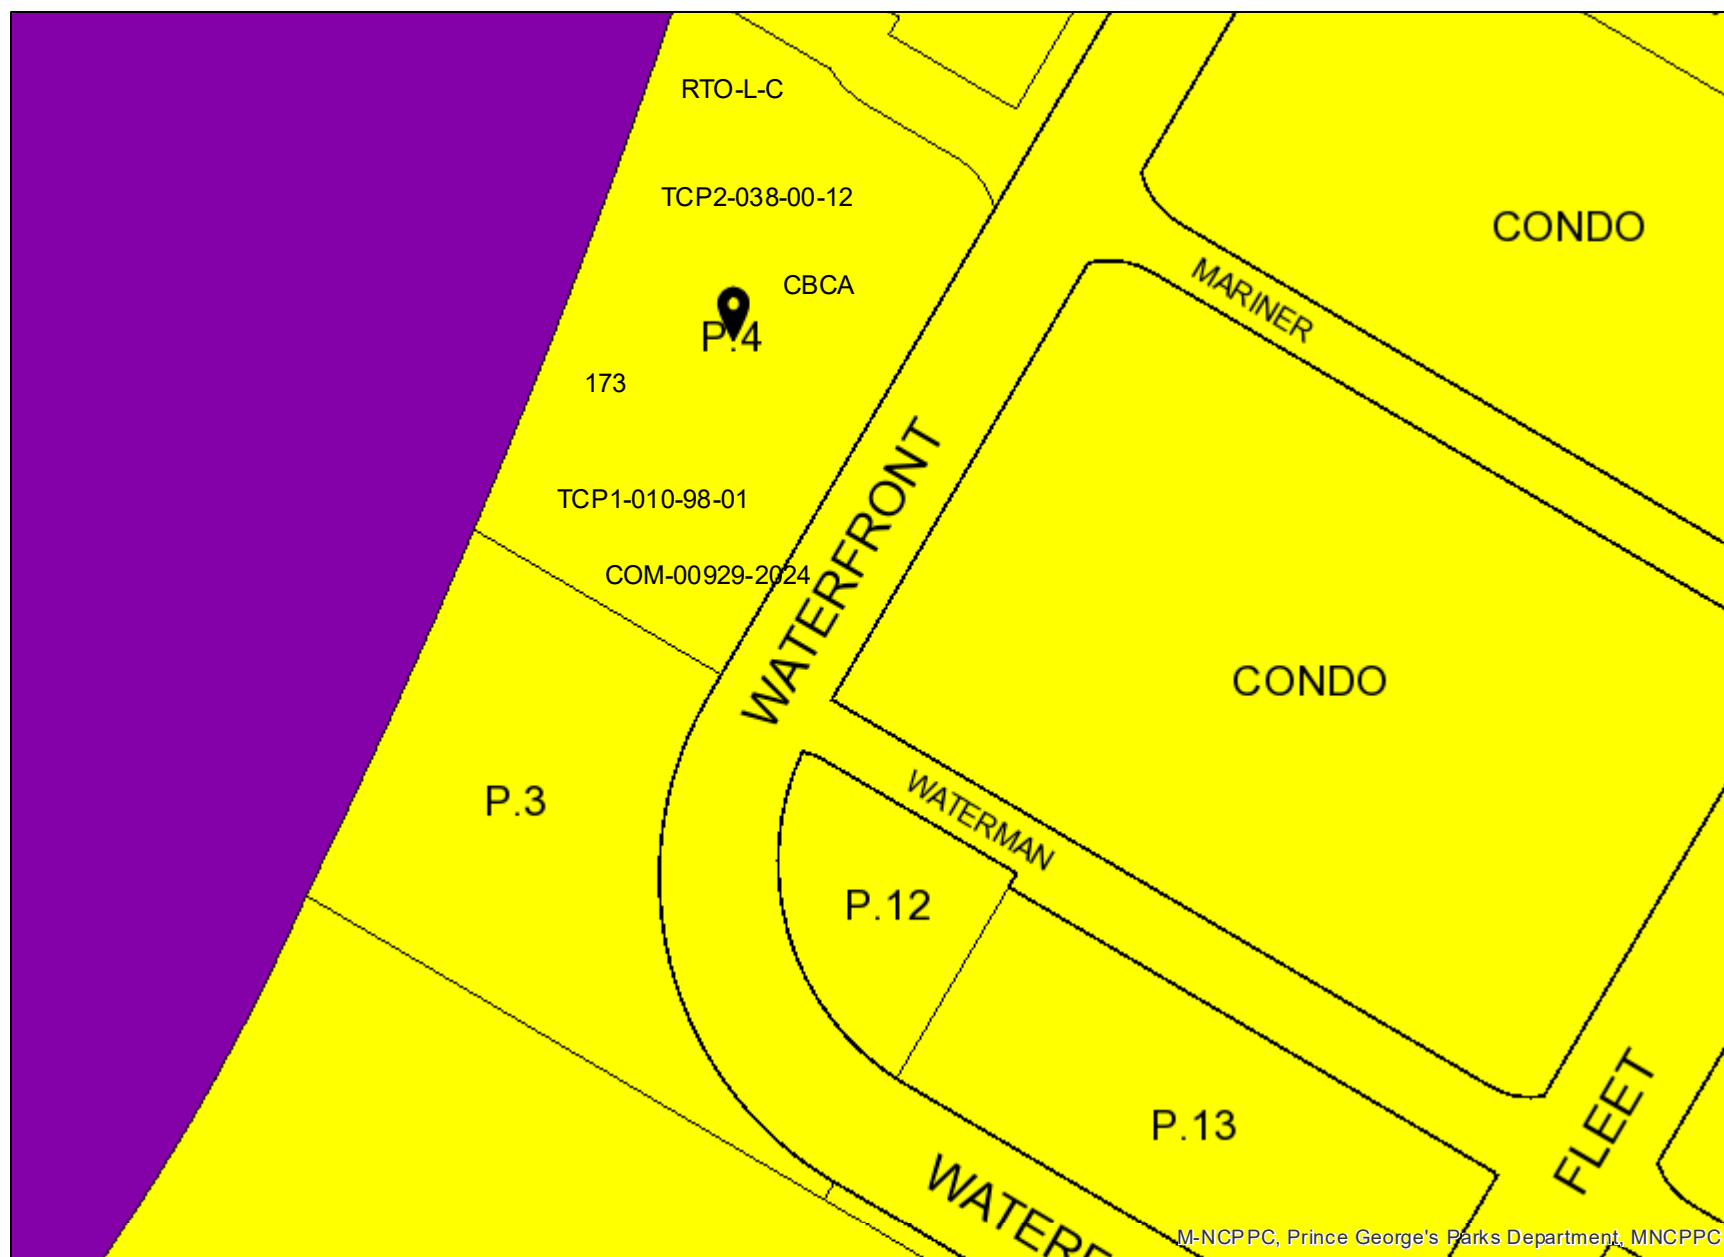 RTO-L-C
TCP2-038-00-12
CONDO
CBCA
MARINER
P.4
173
WATERFRONT
TCP1-010-98-01
COM-00929-2024
CONDO
P.3
WATERMAN
P.12
P.13
FLEET
WATERF
M-NCPPC, Prince George's Parks Department, MNCPPC